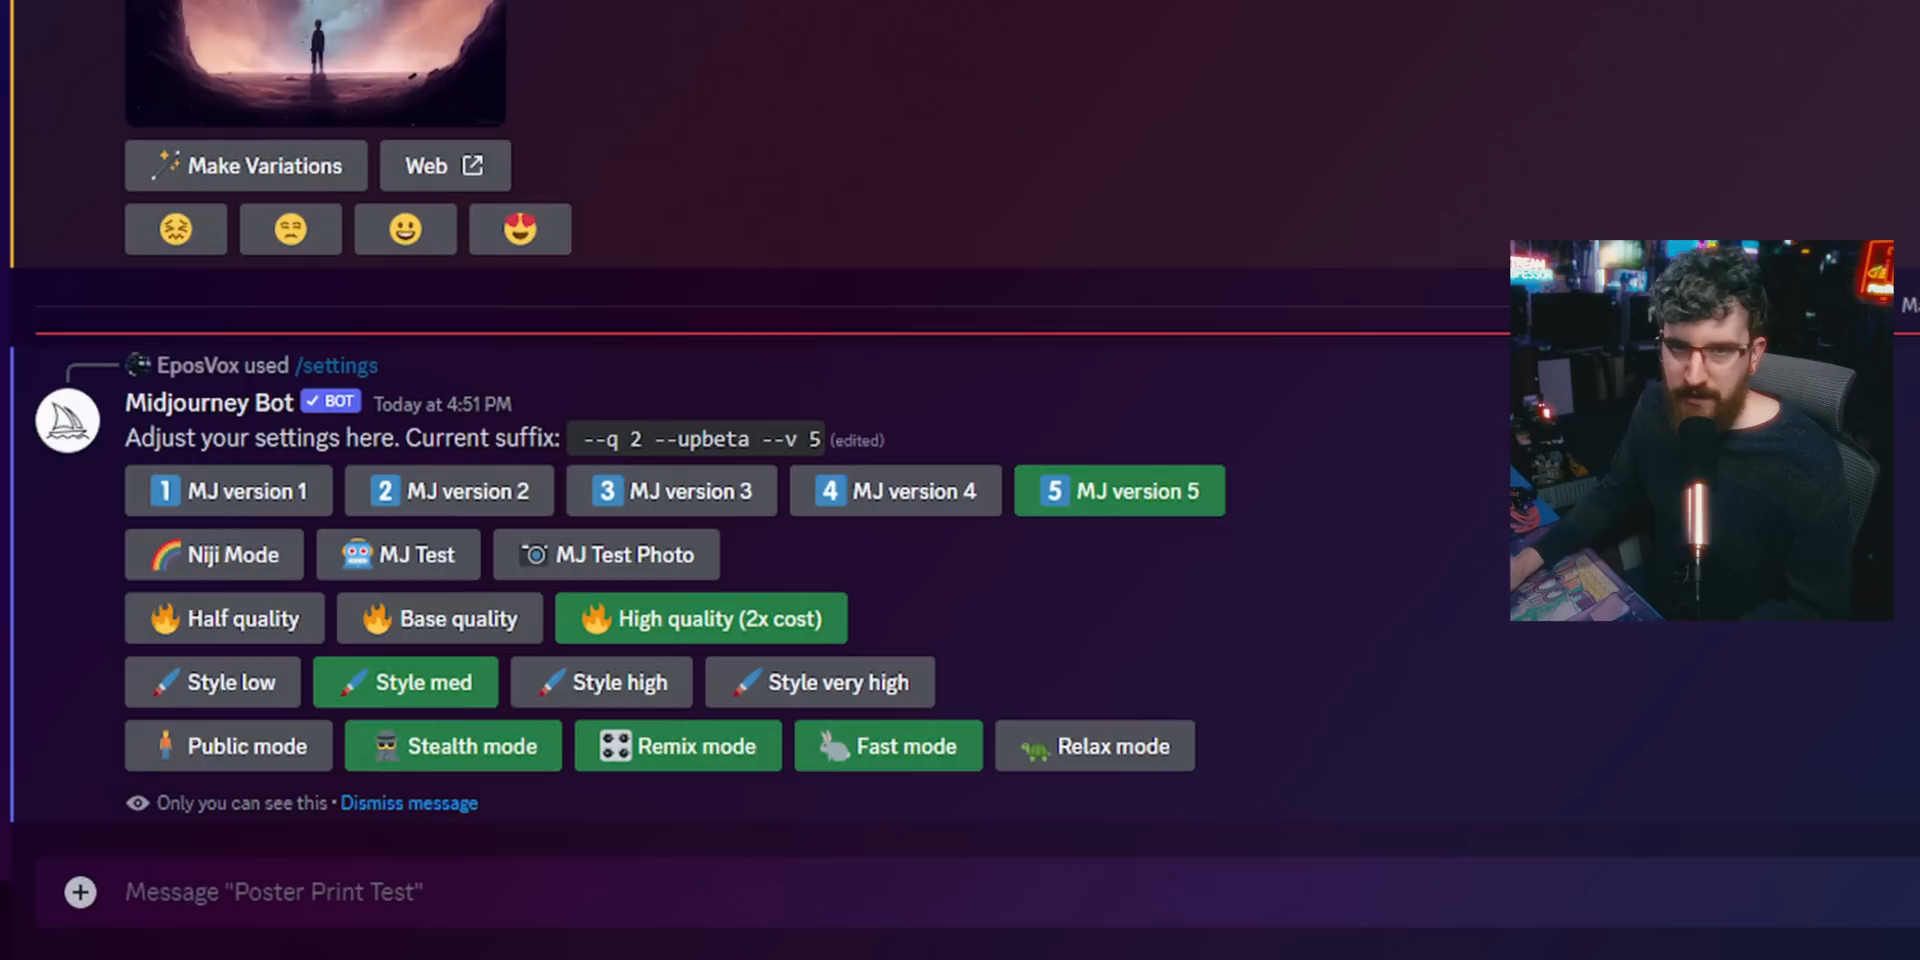 Make Variations Web
EposVox used /settings
Midjourney Bot BOT Today at 4:51 PM
Adjust your settings here. Current suffix: --q 2 --upbeta --v 5 (edited)
1 MJ version 1 2 MJ version 2 3 MJ version 3 4 MJ version 4 5 MJ version 5
Niji Mode MJ Test MJ Test Photo
Half quality Base quality High quality (2x cost)
Style low Style med Style high Style very high
Public mode Stealth mode Remix mode Fast mode Relax mode
Only you can see this • Dismiss message
Message "Poster Print Test"